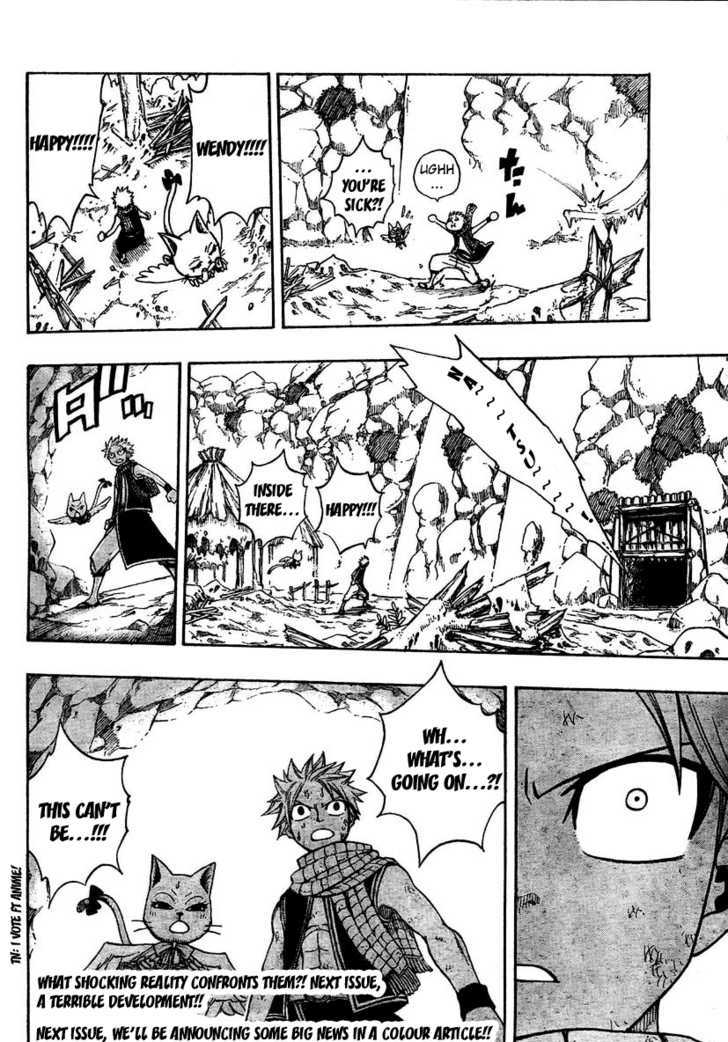 ...
YOU'RE
SICK?!
UGHH
...
WENDY!!!!
HAPPY!!!!
HAPPY!!!
INSIDE
THERE...
WH...
WHAT'S...
GOING ON...?!
THIS CAN'T
BE...!!!
TN: I VOTE FT ANIME!
WHAT SHOCKING REALITY CONFRONTS THEM?! NEXT ISSUE,
A TERRIBLE DEVELOPMENT!!
NEXT ISSUE, WE'LL BE ANNOUNCING SOME BIG NEWS IN A COLOUR ARTICLE!!